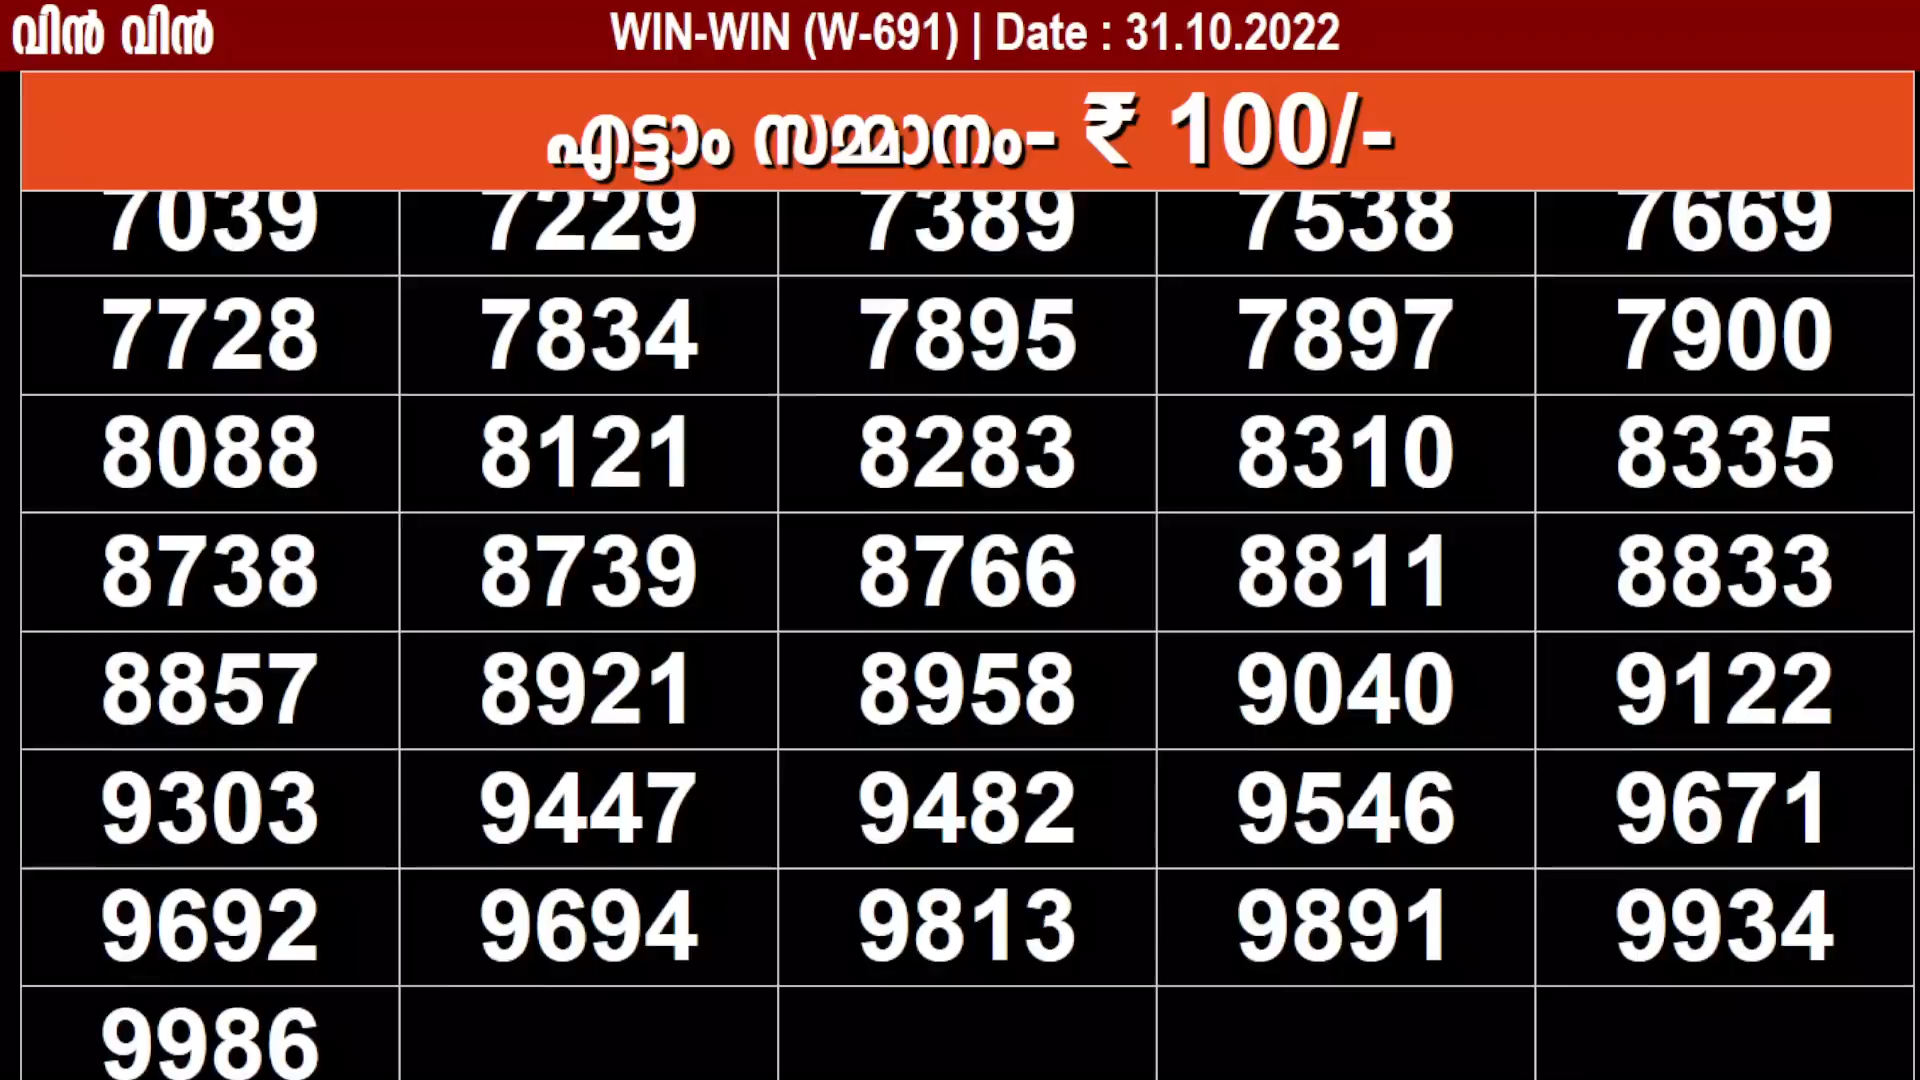 വിൻ വിൻ WIN-WIN (W-691) | Date : 31.10.2022
എട്ടാം സമ്മാനം- ₹ 100/-
7039 7229 7389 7538 7669
7728 7834 7895 7897 7900
8088 8121 8283 8310 8335
8738 8739 8766 8811 8833
8857 8921 8958 9040 9122
9303 9447 9482 9546 9671
9692 9694 9813 9891 9934
9986